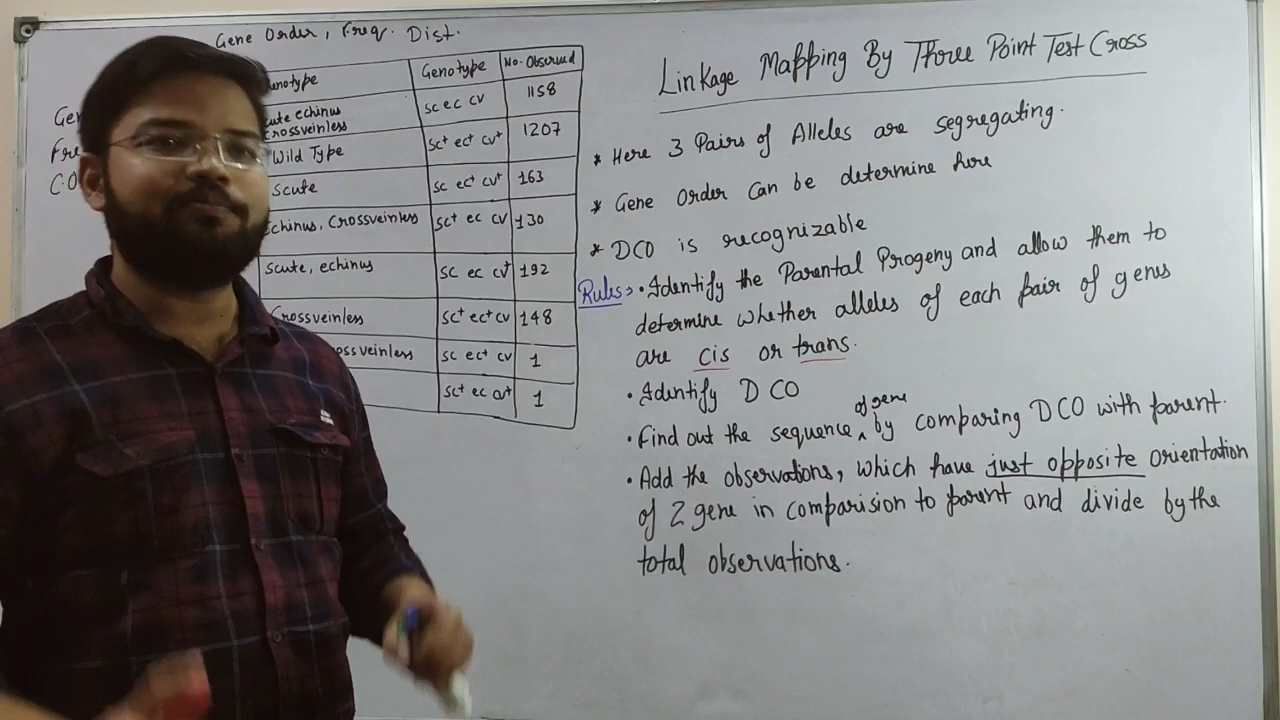 Gene Order, Freq. Dist.
Genotype No. Observed
sc ec cv 1158
crossveinless
Wild Type sc⁺ ec⁺ cv⁺ 1207
Scute sc ec⁺ cv⁺ 163
Echinus, Crossveinless sc⁺ ec cv 130
Scute, echinus sc ec cv⁺ 192
Crossveinless sc⁺ ec⁺ cv 148
ossveinless sc ec⁺ cv 1
sc⁺ ec cv⁺ 1
Linkage Mapping By Three Point Test Cross
* Here 3 Pairs of Alleles are segregating.
* Gene Order Can be determine here
* DCO is recognizable
Rules • Identify the Parental Progeny and allow them to
determine whether alleles of each pair of genes
are cis or trans.
• Identify DCO
• Find out the sequence of gene by comparing DCO with parent.
• Add the observations, which have just opposite orientation
of 2 gene in comparision to parent and divide by the
total observations.